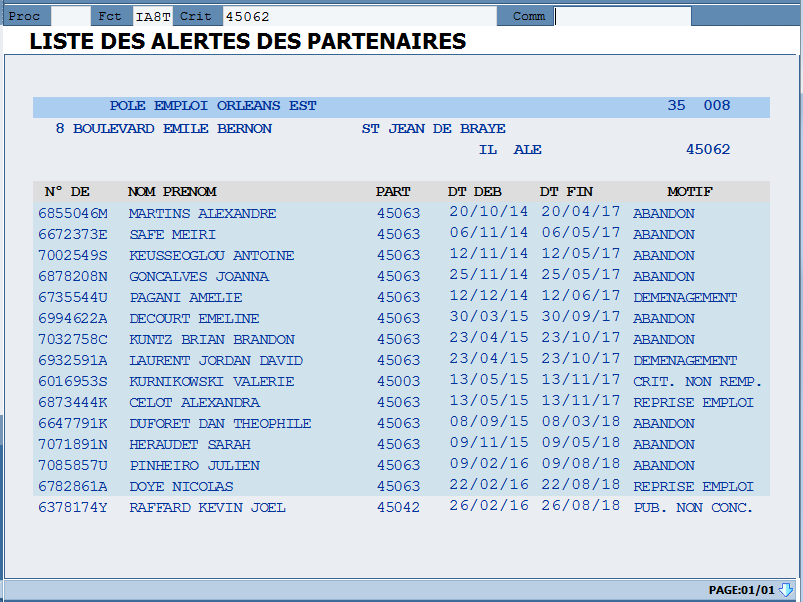 Proc Fct IA8T Crit 45062 Comm
LISTE DES ALERTES DES PARTENAIRES
POLE EMPLOI ORLEANS EST 35 008
8 BOULEVARD EMILE BERNON ST JEAN DE BRAYE
IL ALE 45062
N° DE NOM PRENOM PART DT DEB DT FIN MOTIF
6855046M MARTINS ALEXANDRE 45063 20/10/14 20/04/17 ABANDON
6672373E SAFE MEIRI 45063 06/11/14 06/05/17 ABANDON
7002549S KEUSSEOGLOU ANTOINE 45063 12/11/14 12/05/17 ABANDON
6878208N GONCALVES JOANNA 45063 25/11/14 25/05/17 ABANDON
6735544U PAGANI AMELIE 45063 12/12/14 12/06/17 DEMENAGEMENT
6994622A DECOURT EMELINE 45063 30/03/15 30/09/17 ABANDON
7032758C KUNTZ BRIAN BRANDON 45063 23/04/15 23/10/17 ABANDON
6932591A LAURENT JORDAN DAVID 45063 23/04/15 23/10/17 DEMENAGEMENT
6016953S KURNIKOWSKI VALERIE 45003 13/05/15 13/11/17 CRIT. NON REMP.
6873444K CELOT ALEXANDRA 45063 13/05/15 13/11/17 REPRISE EMPLOI
6647791K DUFORET DAN THEOPHILE 45063 08/09/15 08/03/18 ABANDON
7071891N HERAUDET SARAH 45063 09/11/15 09/05/18 ABANDON
7085857U PINHEIRO JULIEN 45063 09/02/16 09/08/18 ABANDON
6782861A DOYE NICOLAS 45063 22/02/16 22/08/18 REPRISE EMPLOI
6378174Y RAFFARD KEVIN JOEL 45042 26/02/16 26/08/18 PUB. NON CONC.
PAGE:01/01